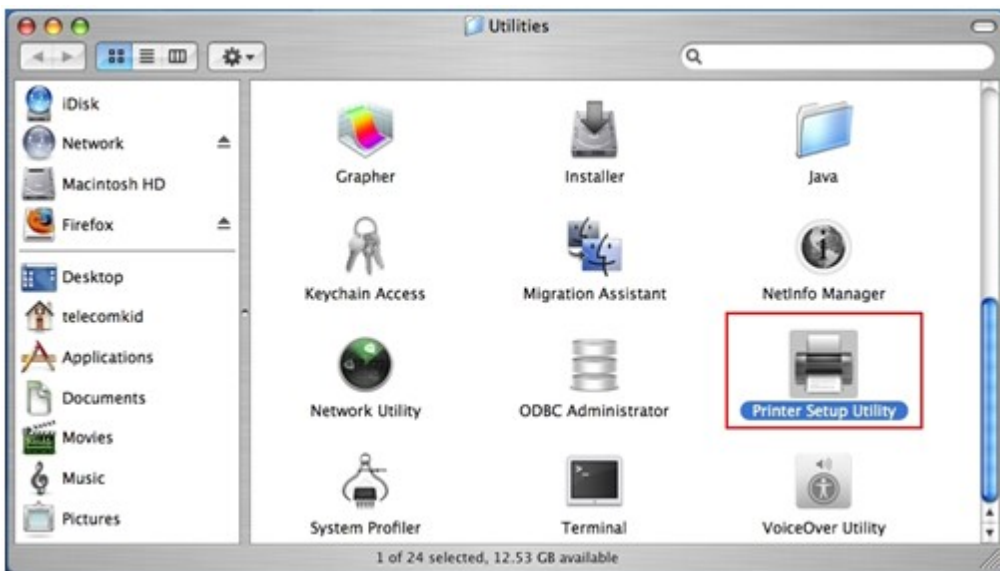 Utilities
iDisk
Network
Macintosh HD
Firefox
Desktop
telecomkid
Applications
Documents
Movies
Music
Pictures
Grapher
Installer
Java
Keychain Access
Migration Assistant
NetInfo Manager
Network Utility
ODBC Administrator
Printer Setup Utility
System Profiler
Terminal
VoiceOver Utility
1 of 24 selected, 12.53 GB available